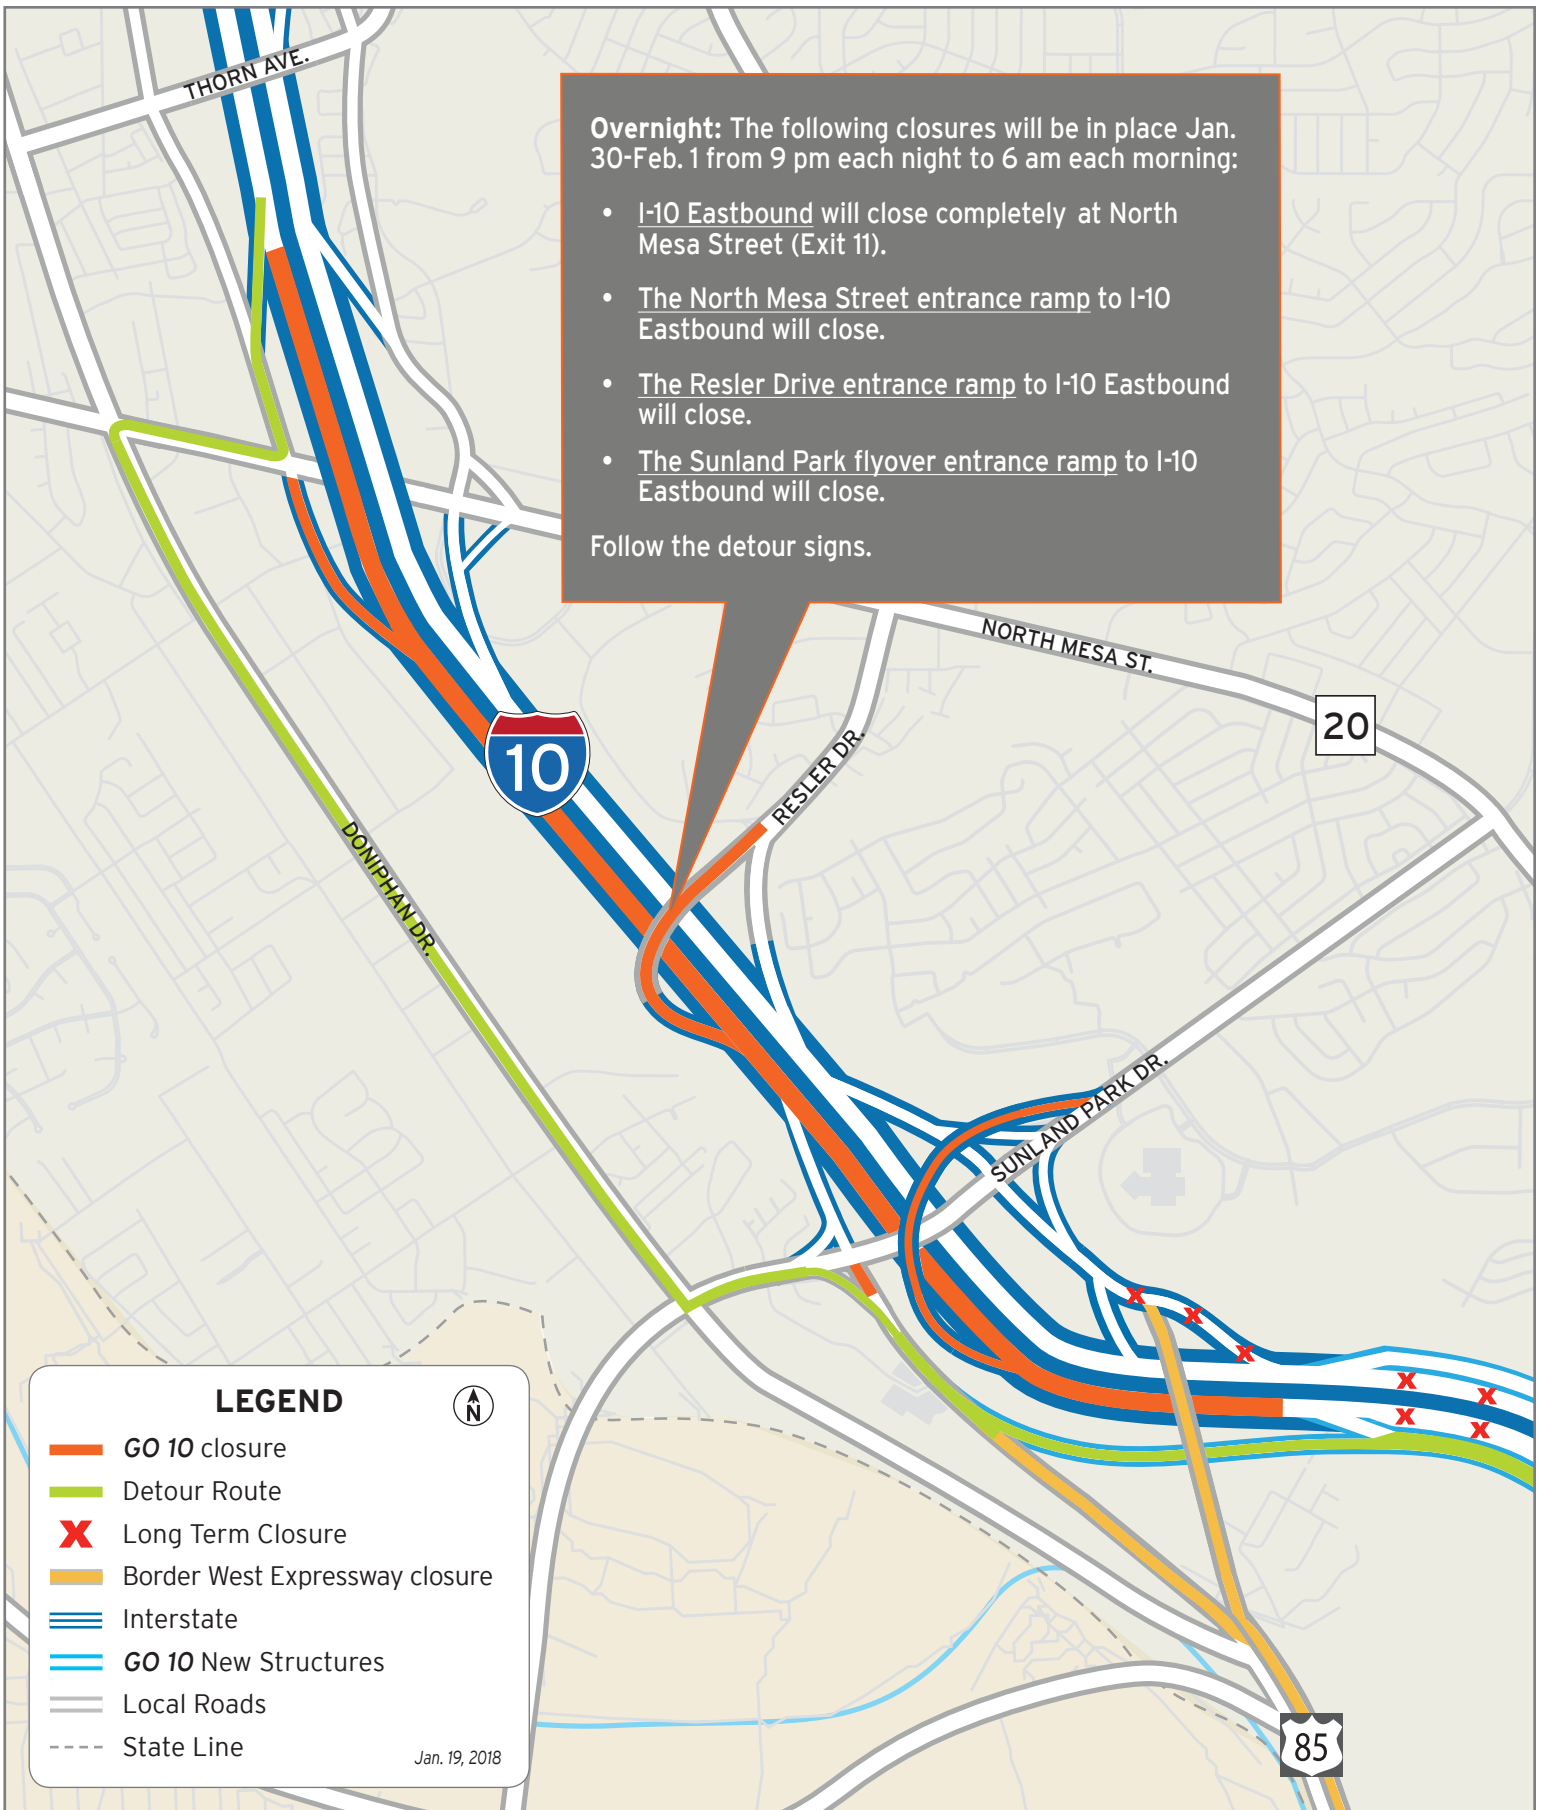 THORN AVE.
Overnight: The following closures will be in place Jan.
30-Feb. 1 from 9 pm each night to 6 am each morning:
• I-10 Eastbound will close completely at North
Mesa Street (Exit 11).
• The North Mesa Street entrance ramp to I-10
Eastbound will close.
• The Resler Drive entrance ramp to I-10 Eastbound
will close.
• The Sunland Park flyover entrance ramp to I-10
Eastbound will close.
Follow the detour signs.
NORTH MESA ST.
20
10
RESLER DR.
DONIPHAN DR.
SUNLAND PARK DR.
LEGEND
N
GO 10 closure
Detour Route
X Long Term Closure
Border West Expressway closure
Interstate
GO 10 New Structures
Local Roads
State Line
Jan. 19, 2018
85